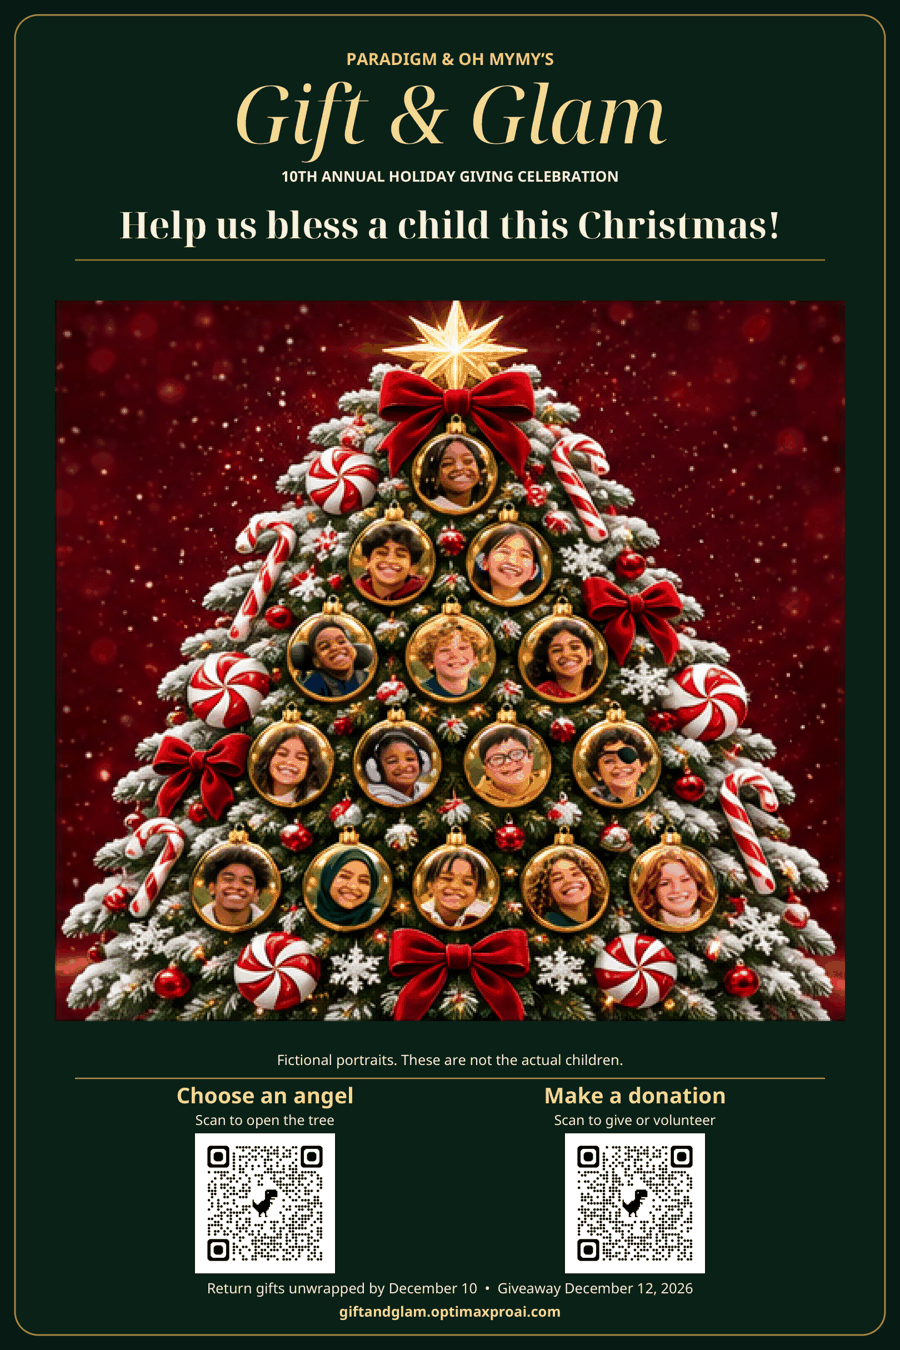 PARADIGM & OH MYMY'S
Gift & Glam
10TH ANNUAL HOLIDAY GIVING CELEBRATION
Help us bless a child this Christmas!
Fictional portraits. These are not the actual children.
Choose an angel
Scan to open the tree
Make a donation
Scan to give or volunteer
Return gifts unwrapped by December 10 • Giveaway December 12, 2026
giftandglam.optimaxproai.com